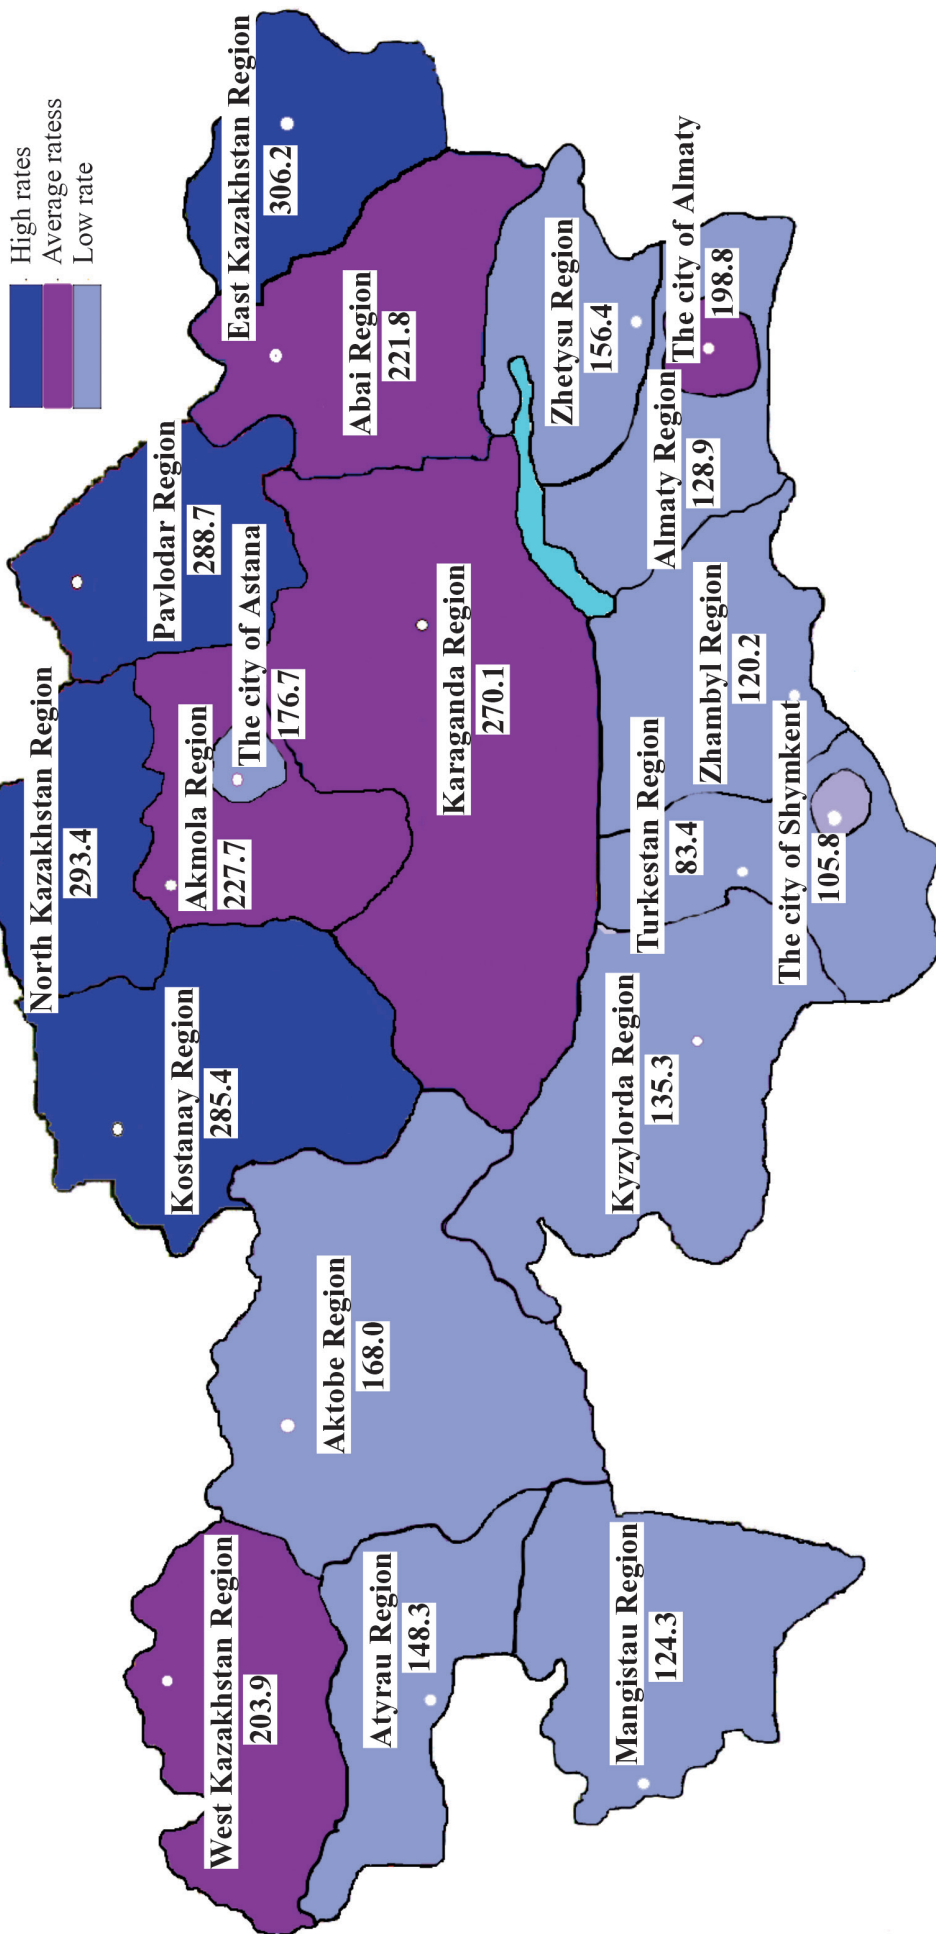 High rates
Average ratess
Low rate
North Kazakhstan Region
293.4
Pavlodar Region
288.7
East Kazakhstan Region
306.2
Kostanay Region
285.4
Akmola Region
227.7
The city of Astana
176.7
Abai Region
221.8
West Kazakhstan Region
203.9
Aktobe Region
168.0
Karaganda Region
270.1
Atyrau Region
148.3
Zhetysu Region
156.4
Mangistau Region
124.3
Kyzylorda Region
135.3
Turkestan Region
83.4
Zhambyl Region
120.2
Almaty Region
128.9
The city of Almaty
198.8
The city of Shymkent
105.8